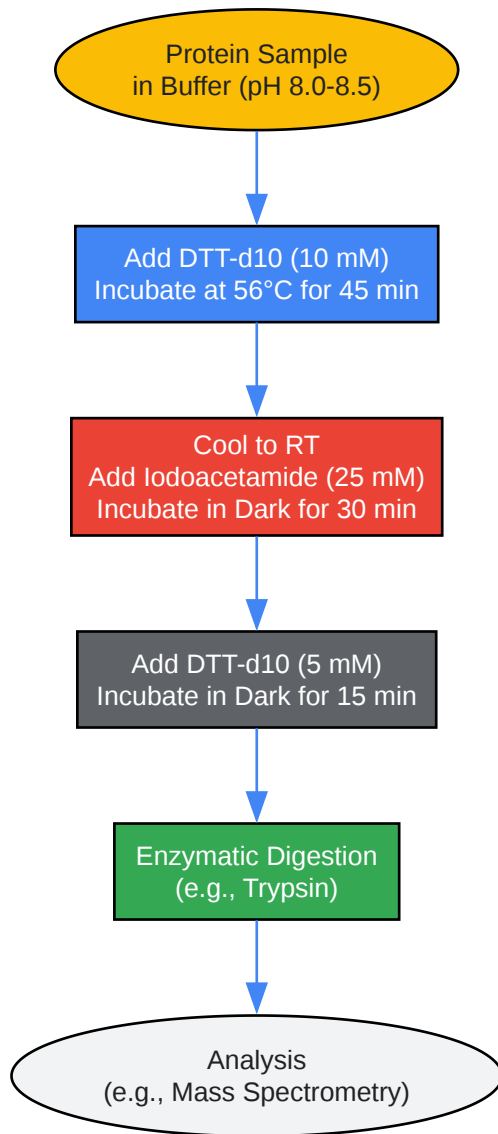 Protein Sample
in Buffer (pH 8.0-8.5)
Add DTT-d10 (10 mM)
Incubate at 56°C for 45 min
Cool to RT
Add Iodoacetamide (25 mM)
Incubate in Dark for 30 min
Add DTT-d10 (5 mM)
Incubate in Dark for 15 min
Enzymatic Digestion
(e.g., Trypsin)
Analysis
(e.g., Mass Spectrometry)